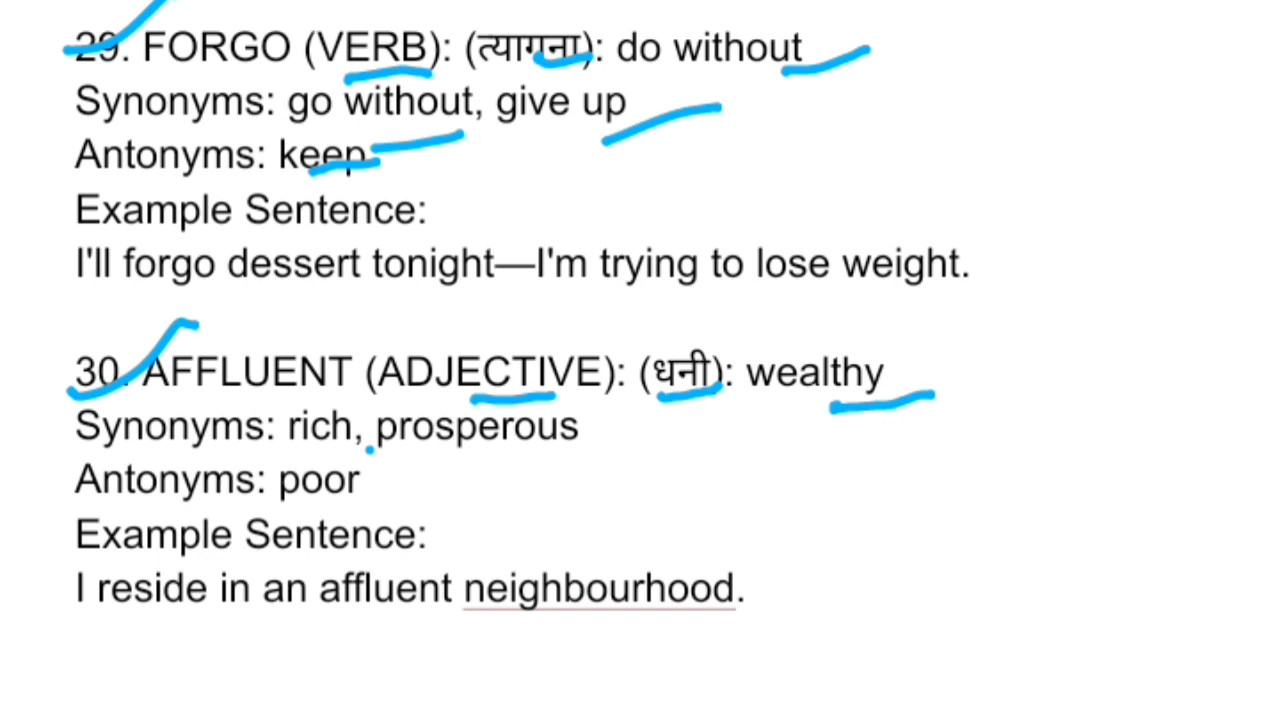 29. FORGO (VERB): (त्यागना): do without
Synonyms: go without, give up
Antonyms: keep
Example Sentence:
I'll forgo dessert tonight—I'm trying to lose weight.
30. AFFLUENT (ADJECTIVE): (धनी): wealthy
Synonyms: rich, prosperous
Antonyms: poor
Example Sentence:
I reside in an affluent neighbourhood.